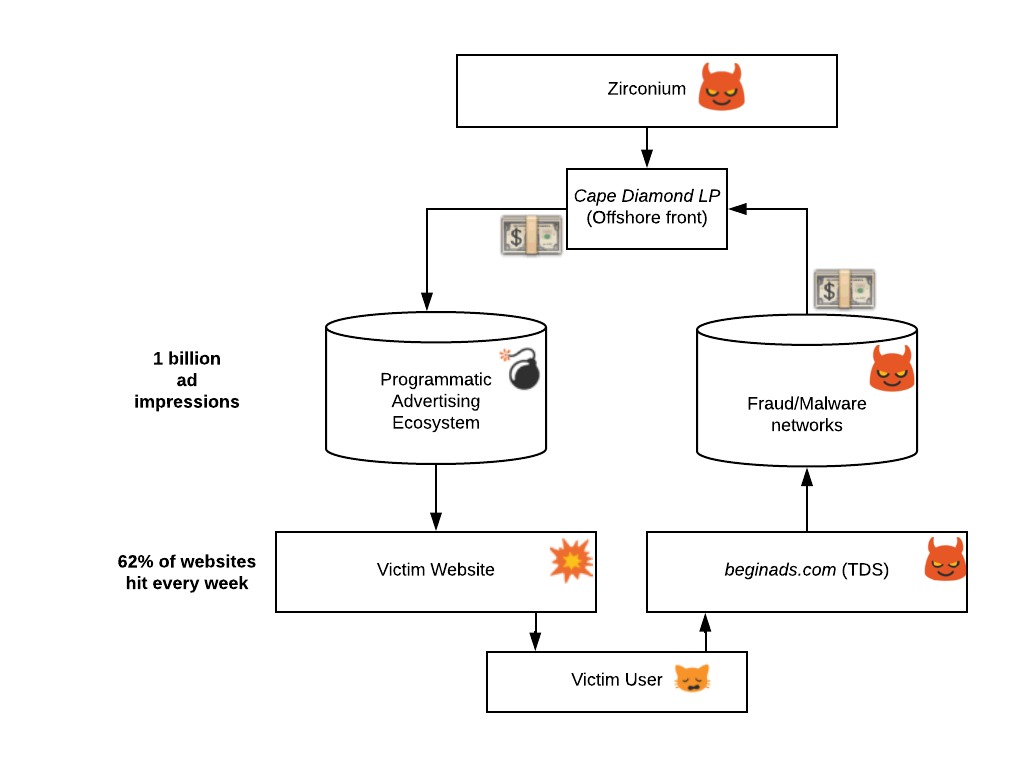 Zirconium
Cape Diamond LP
(Offshore front)
$
$
1 billion
ad
impressions
Programmatic
Advertising
Ecosystem
Fraud/Malware
networks
62% of websites
hit every week
Victim Website
beginads.com (TDS)
Victim User